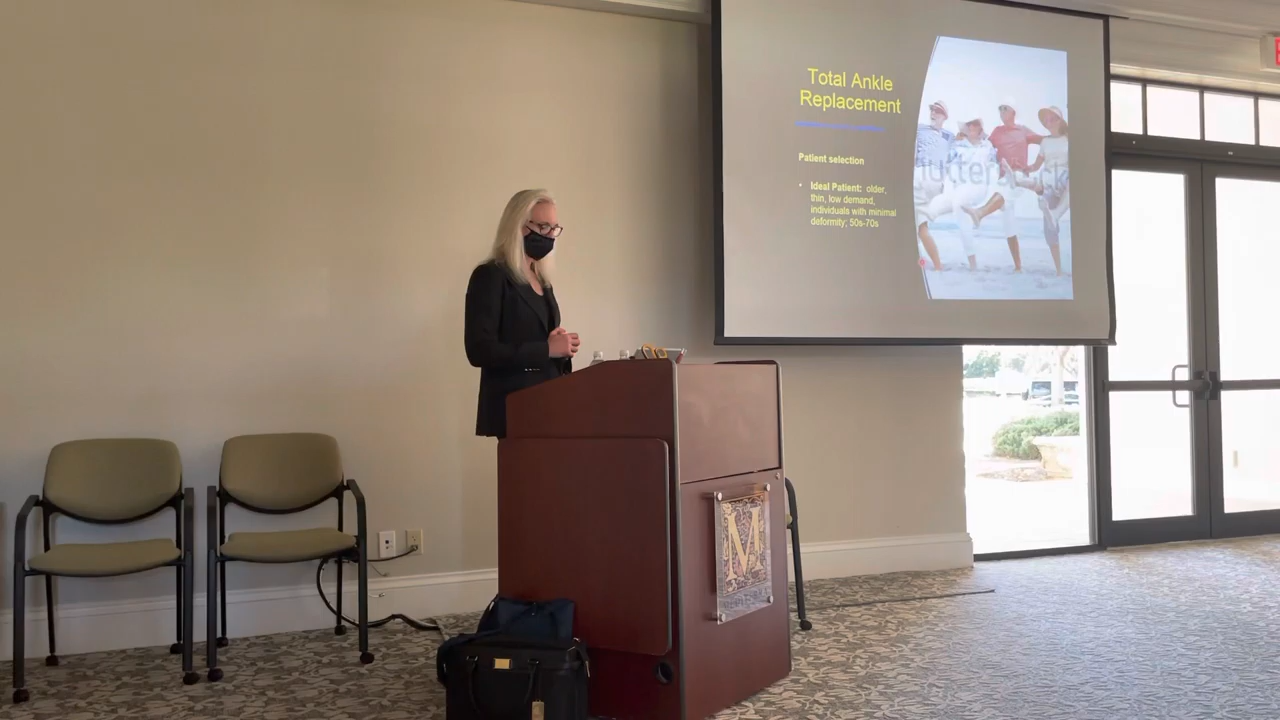 Total Ankle
Replacement
Patient selection
• Ideal Patient: older,
thin, low demand,
individuals with minimal
deformity; 50s-70s
M